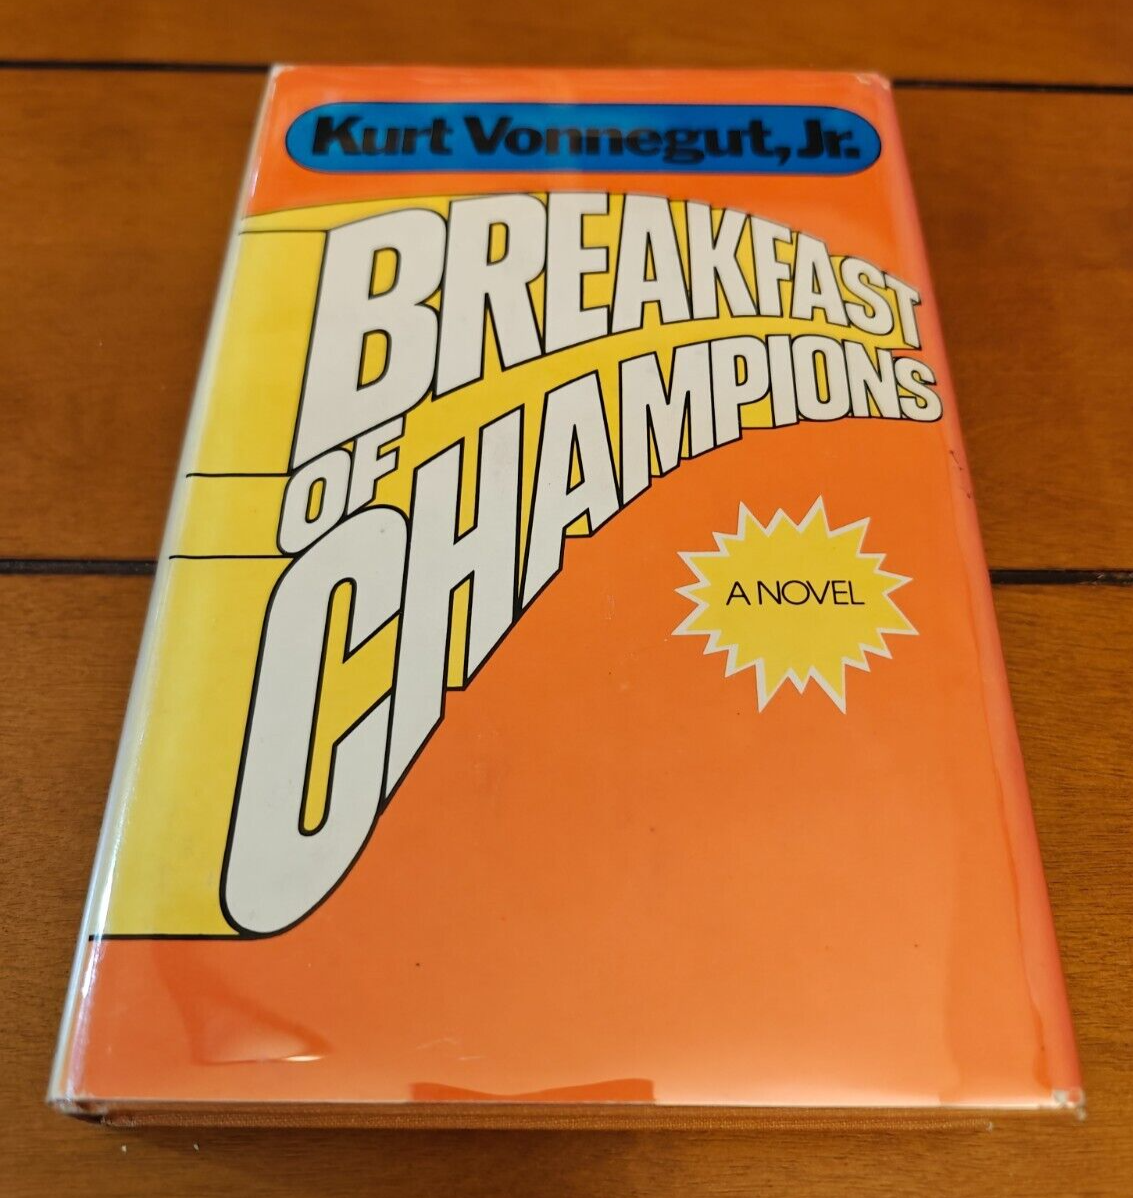 Kurt Vonnegut, Jr.
BREAKFAST
OF
CHAMPIONS
A NOVEL